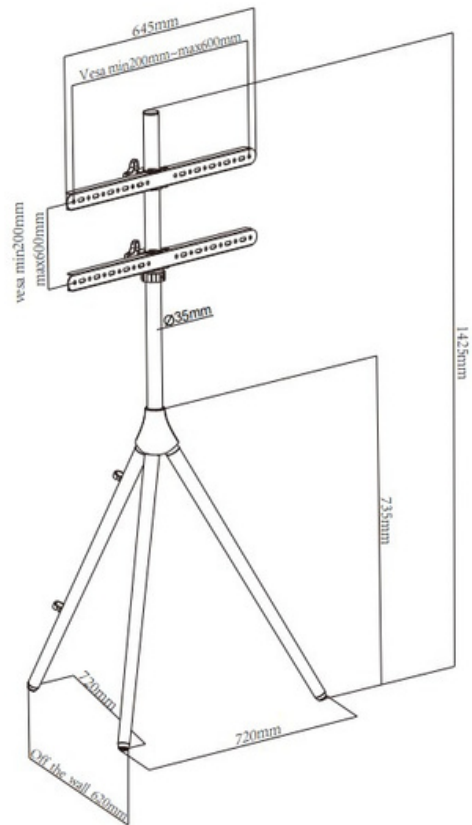 645mm
Vesa min200mm-max600mm
vesa min200mm
max600mm
Ø35mm
1425mm
735mm
720mm
720mm
Off the wall 620mm